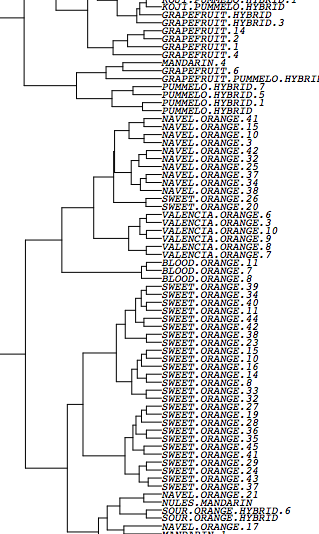 KOJI.PUMMELO.HYBRID
GRAPEFRUIT.HYBRID
GRAPEFRUIT.HYBRID.3
GRAPEFRUIT.14
GRAPEFRUIT.2
GRAPEFRUIT.1
GRAPEFRUIT.4
MANDARIN.4
GRAPEFRUIT.6
GRAPEFRUIT.PUMMELO.HYBRI
PUMMELO.HYBRID.7
PUMMELO.HYBRID.5
PUMMELO.HYBRID.1
PUMMELO.HYBRID
NAVEL.ORANGE.41
NAVEL.ORANGE.15
NAVEL.ORANGE.10
NAVEL.ORANGE.3
NAVEL.ORANGE.42
NAVEL.ORANGE.32
NAVEL.ORANGE.25
NAVEL.ORANGE.37
NAVEL.ORANGE.34
NAVEL.ORANGE.38
SWEET.ORANGE.26
SWEET.ORANGE.20
VALENCIA.ORANGE.6
VALENCIA.ORANGE.3
VALENCIA.ORANGE.10
VALENCIA.ORANGE.9
VALENCIA.ORANGE.8
VALENCIA.ORANGE.7
BLOOD.ORANGE.11
BLOOD.ORANGE.7
BLOOD.ORANGE.8
SWEET.ORANGE.39
SWEET.ORANGE.34
SWEET.ORANGE.40
SWEET.ORANGE.11
SWEET.ORANGE.44
SWEET.ORANGE.42
SWEET.ORANGE.38
SWEET.ORANGE.23
SWEET.ORANGE.15
SWEET.ORANGE.10
SWEET.ORANGE.16
SWEET.ORANGE.14
SWEET.ORANGE.8
SWEET.ORANGE.33
SWEET.ORANGE.32
SWEET.ORANGE.27
SWEET.ORANGE.19
SWEET.ORANGE.28
SWEET.ORANGE.36
SWEET.ORANGE.35
SWEET.ORANGE.45
SWEET.ORANGE.41
SWEET.ORANGE.29
SWEET.ORANGE.24
SWEET.ORANGE.43
SWEET.ORANGE.37
NAVEL.ORANGE.21
NULES.MANDARIN
SOUR.ORANGE.HYBRID.6
SOUR.ORANGE.HYBRID
NAVEL.ORANGE.17
MANDARIN.1